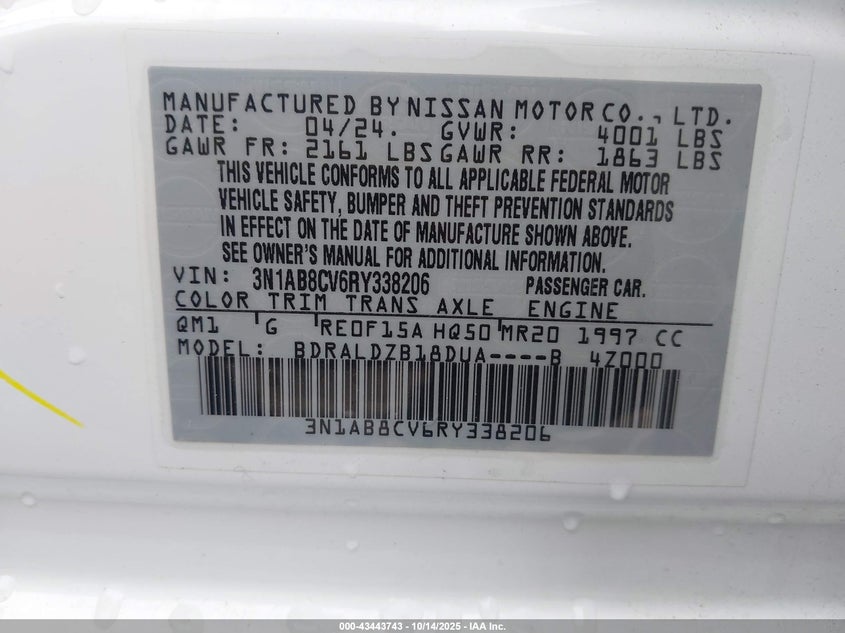 MANUFACTURED BY NISSAN MOTOR CO., LTD.
DATE: 04/24. GVWR: 4001 LBS
GAWR FR: 2161 LBS GAWR RR: 1863 LBS
THIS VEHICLE CONFORMS TO ALL APPLICABLE FEDERAL MOTOR
VEHICLE SAFETY, BUMPER AND THEFT PREVENTION STANDARDS
IN EFFECT ON THE DATE OF MANUFACTURE SHOWN ABOVE.
SEE OWNER'S MANUAL FOR ADDITIONAL INFORMATION.
VIN: 3N1AB8CV6RY338206 PASSENGER CAR.
COLOR TRIM TRANS AXLE ENGINE
QM1 G RE0F15A HQ50 MR20 1997 CC
MODEL: BDRALDZB18DUA----B 4Z000
3N1AB8CV6RY338206
000-43443743 | 10/14/2025 - IAA Inc.